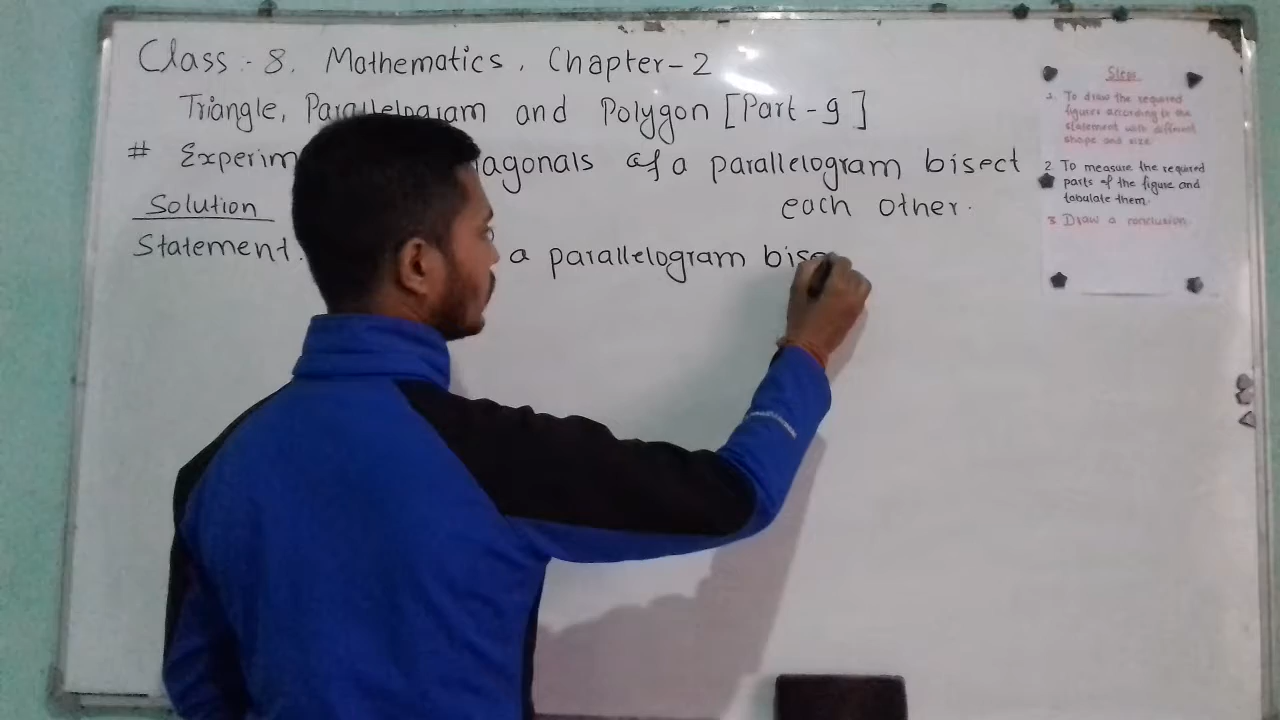 Class :- 8. Mathematics, Chapter-2
Triangle, Parallelogram and Polygon [Part-9]
# Experim agonals of a parallelogram bisect
each other.
Solution
Statement. a parallelogram bise
Steps
1. To draw the required
figures according to the
statement with different
shape and size
2. To measure the required
parts of the figure and
tabulate them.
3. Draw a conclusion.